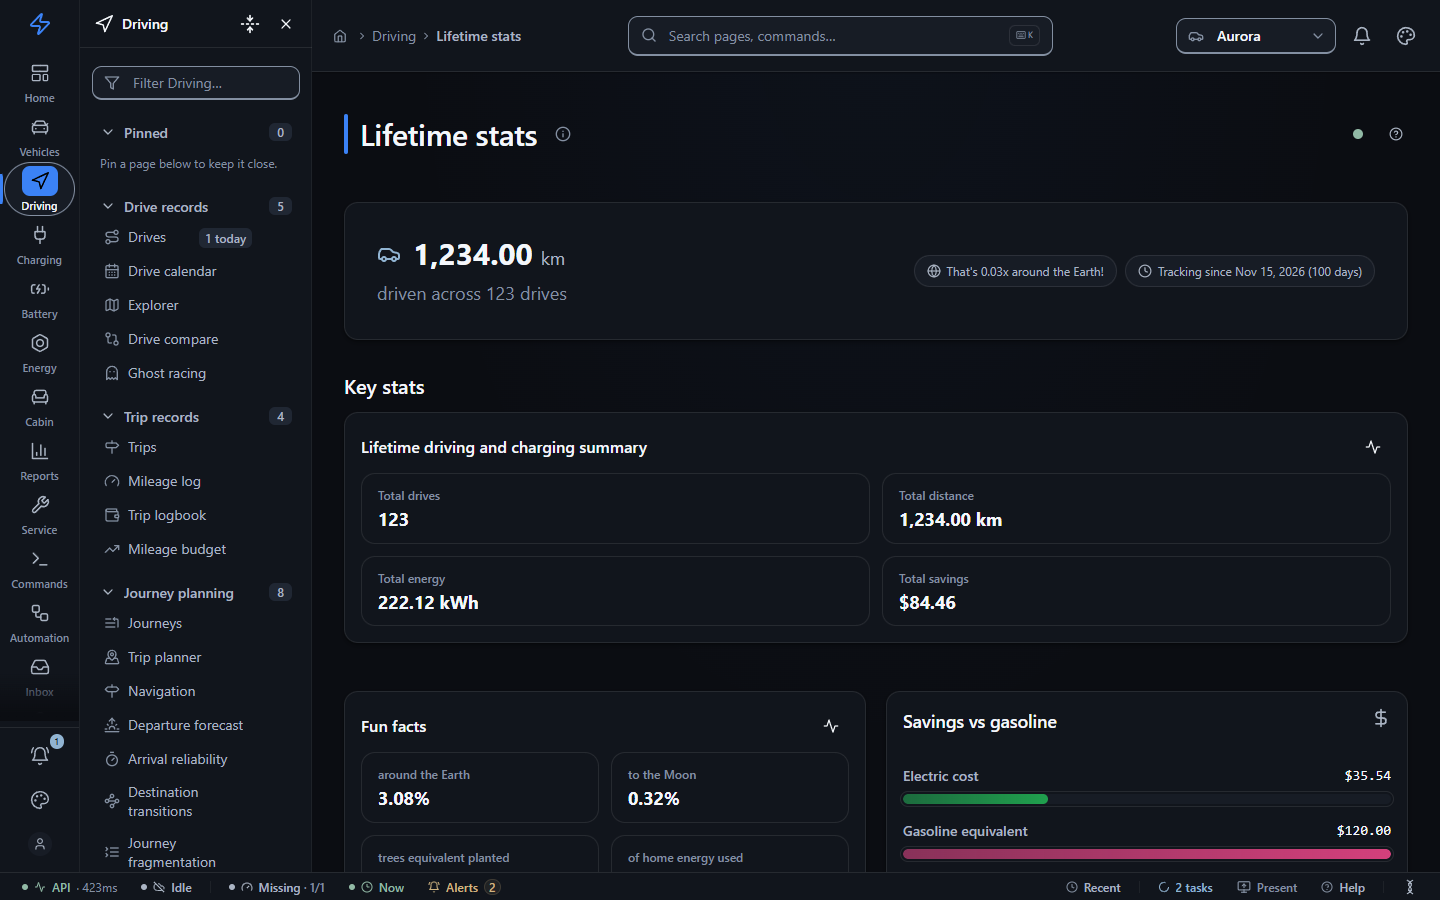 Home
Vehicles
Driving
Charging
Battery
Energy
Cabin
Reports
Service
Commands
Automation
Inbox
1
Driving
Filter Driving...
Pinned 0
Pin a page below to keep it close.
Drive records 5
Drives 1 today
Drive calendar
Explorer
Drive compare
Ghost racing
Trip records 4
Trips
Mileage log
Trip logbook
Mileage budget
Journey planning 8
Journeys
Trip planner
Navigation
Departure forecast
Arrival reliability
Destination
transitions
Journey
fragmentation
Driving Lifetime stats
Search pages, commands... K
Aurora
Lifetime stats
1,234.00 km
driven across 123 drives
That's 0.03x around the Earth!
Tracking since Nov 15, 2026 (100 days)
Key stats
Lifetime driving and charging summary
Total drives
123
Total distance
1,234.00 km
Total energy
222.12 kWh
Total savings
$84.46
Fun facts
around the Earth
3.08%
to the Moon
0.32%
trees equivalent planted
of home energy used
Savings vs gasoline
Electric cost $35.54
Gasoline equivalent $120.00
API · 423ms
Idle
Missing · 1/1
Now
Alerts 2
Recent
2 tasks
Present
Help